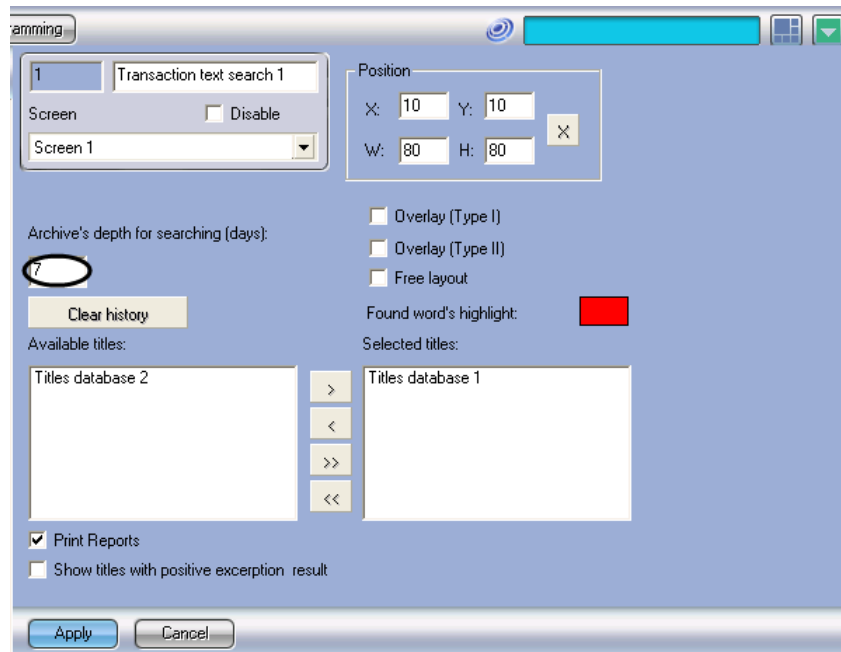 amming
1 Transaction text search 1
Screen Disable
Screen 1
Position
X: 10 Y: 10
W: 80 H: 80
X
Archive's depth for searching (days):
7
Clear history
Overlay (Type I)
Overlay (Type II)
Free layout
Found word's highlight:
Available titles:
Titles database 2
>
<
>>
<<
Selected titles:
Titles database 1
Print Reports
Show titles with positive excerption result
Apply Cancel